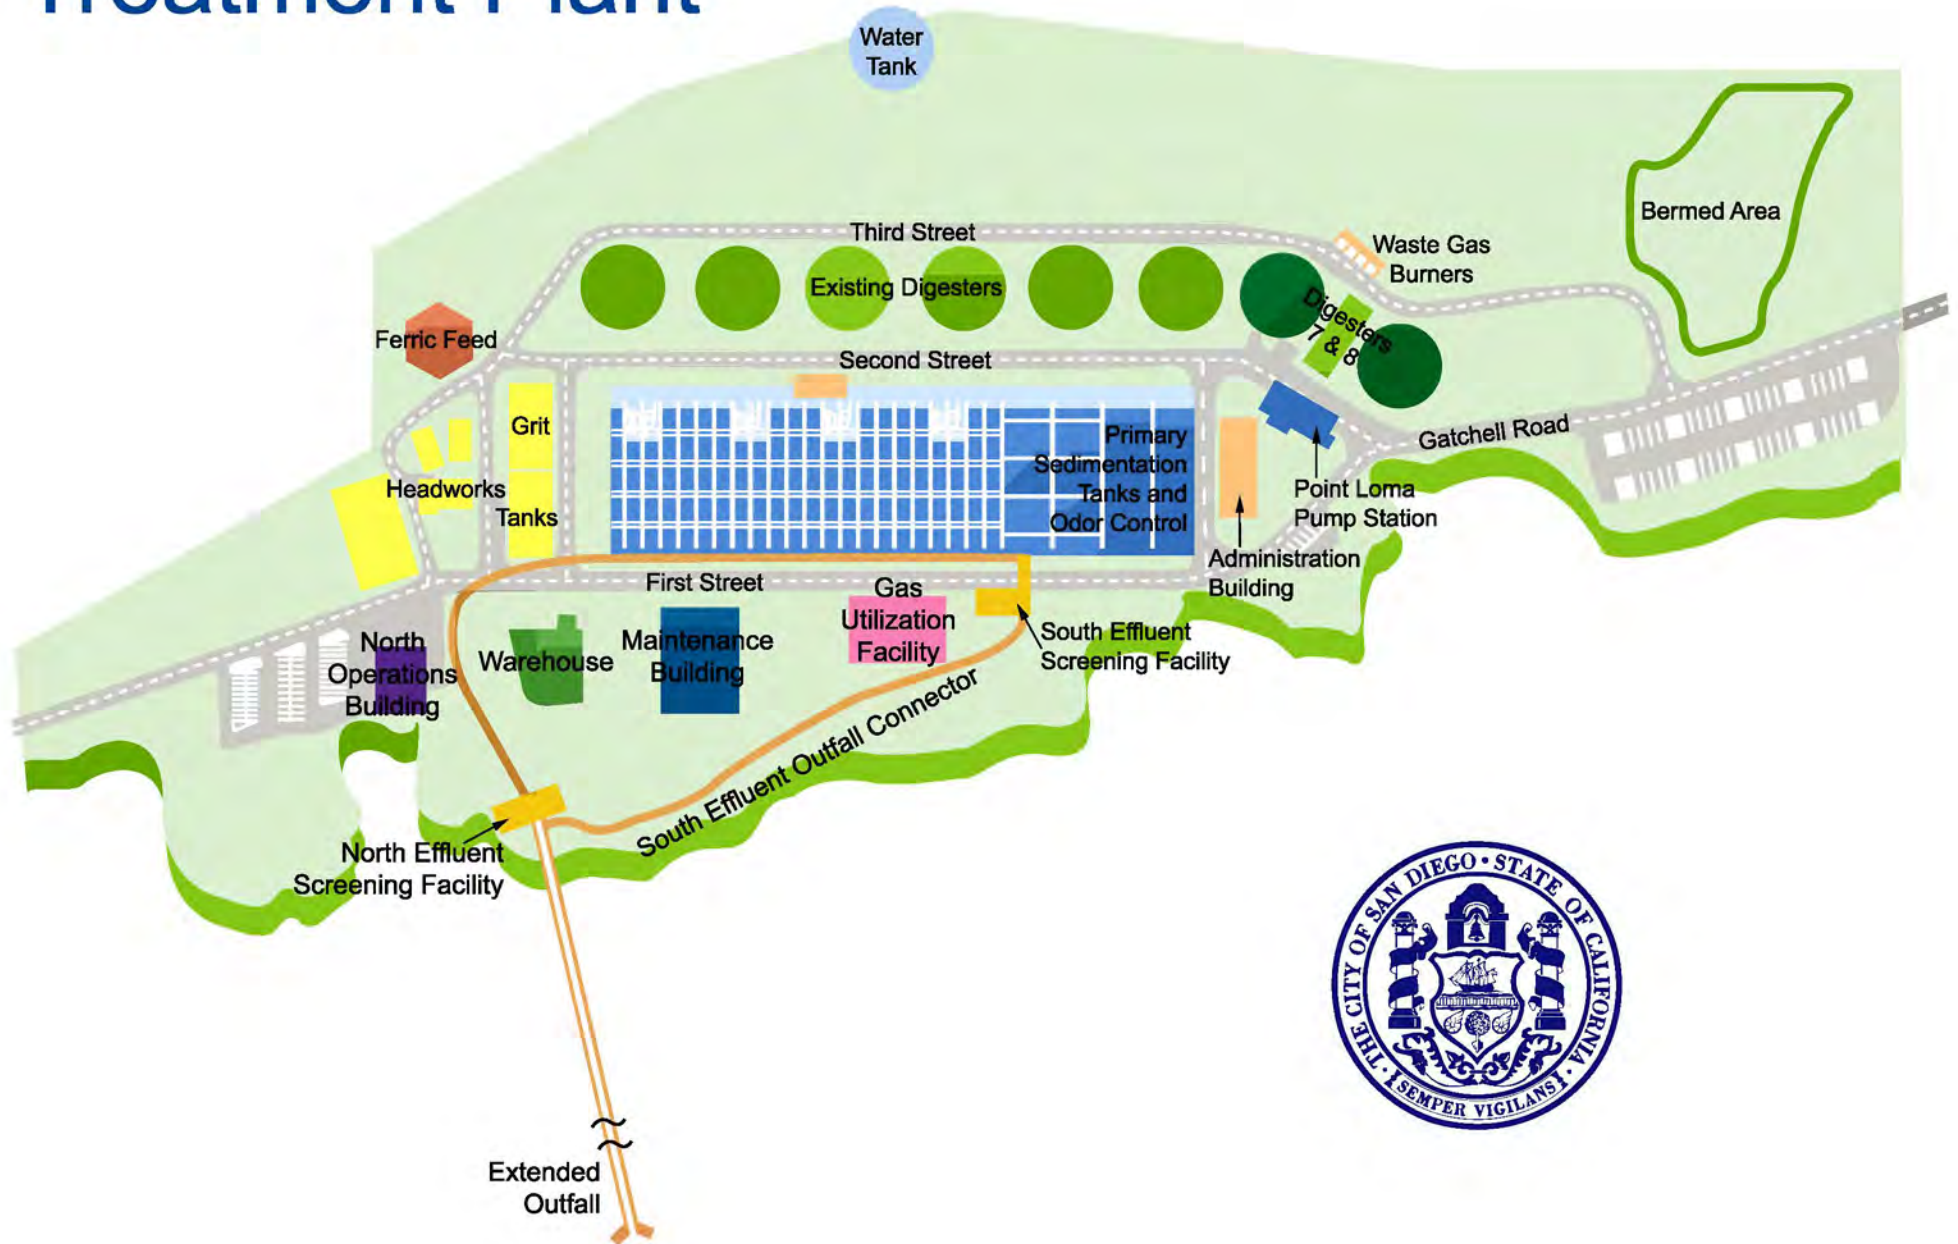 Treatment Plant
Water
Tank
Bermed Area
Third Street
Waste Gas
Burners
Existing Digesters
Digesters
7 & 8
Ferric Feed
Second Street
Grit
Tanks
Headworks
Primary
Sedimentation
Tanks and
Odor Control
Gatchell Road
Point Loma
Pump Station
Administration
Building
First Street
Gas
Utilization
Facility
North
Operations
Building
Warehouse
Maintenance
Building
South Effluent
Screening Facility
South Effluent Outfall Connector
North Effluent
Screening Facility
Extended
Outfall
THE CITY OF SAN DIEGO • STATE OF CALIFORNIA
SEMPER VIGILANS